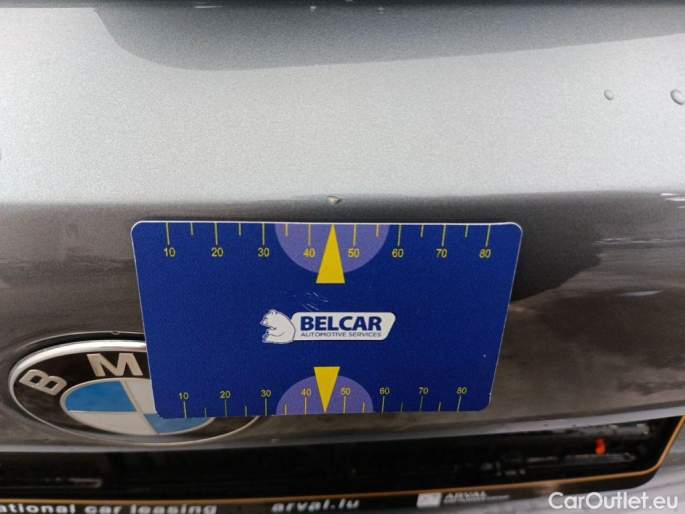 10 20 30 40 50 60 70 80
BELCAR
AUTOMOTIVE SERVICES
BM
10 20 30 40 50 60 70 80
ational car leasing arval.lu ARVAL
CarOutlet.eu